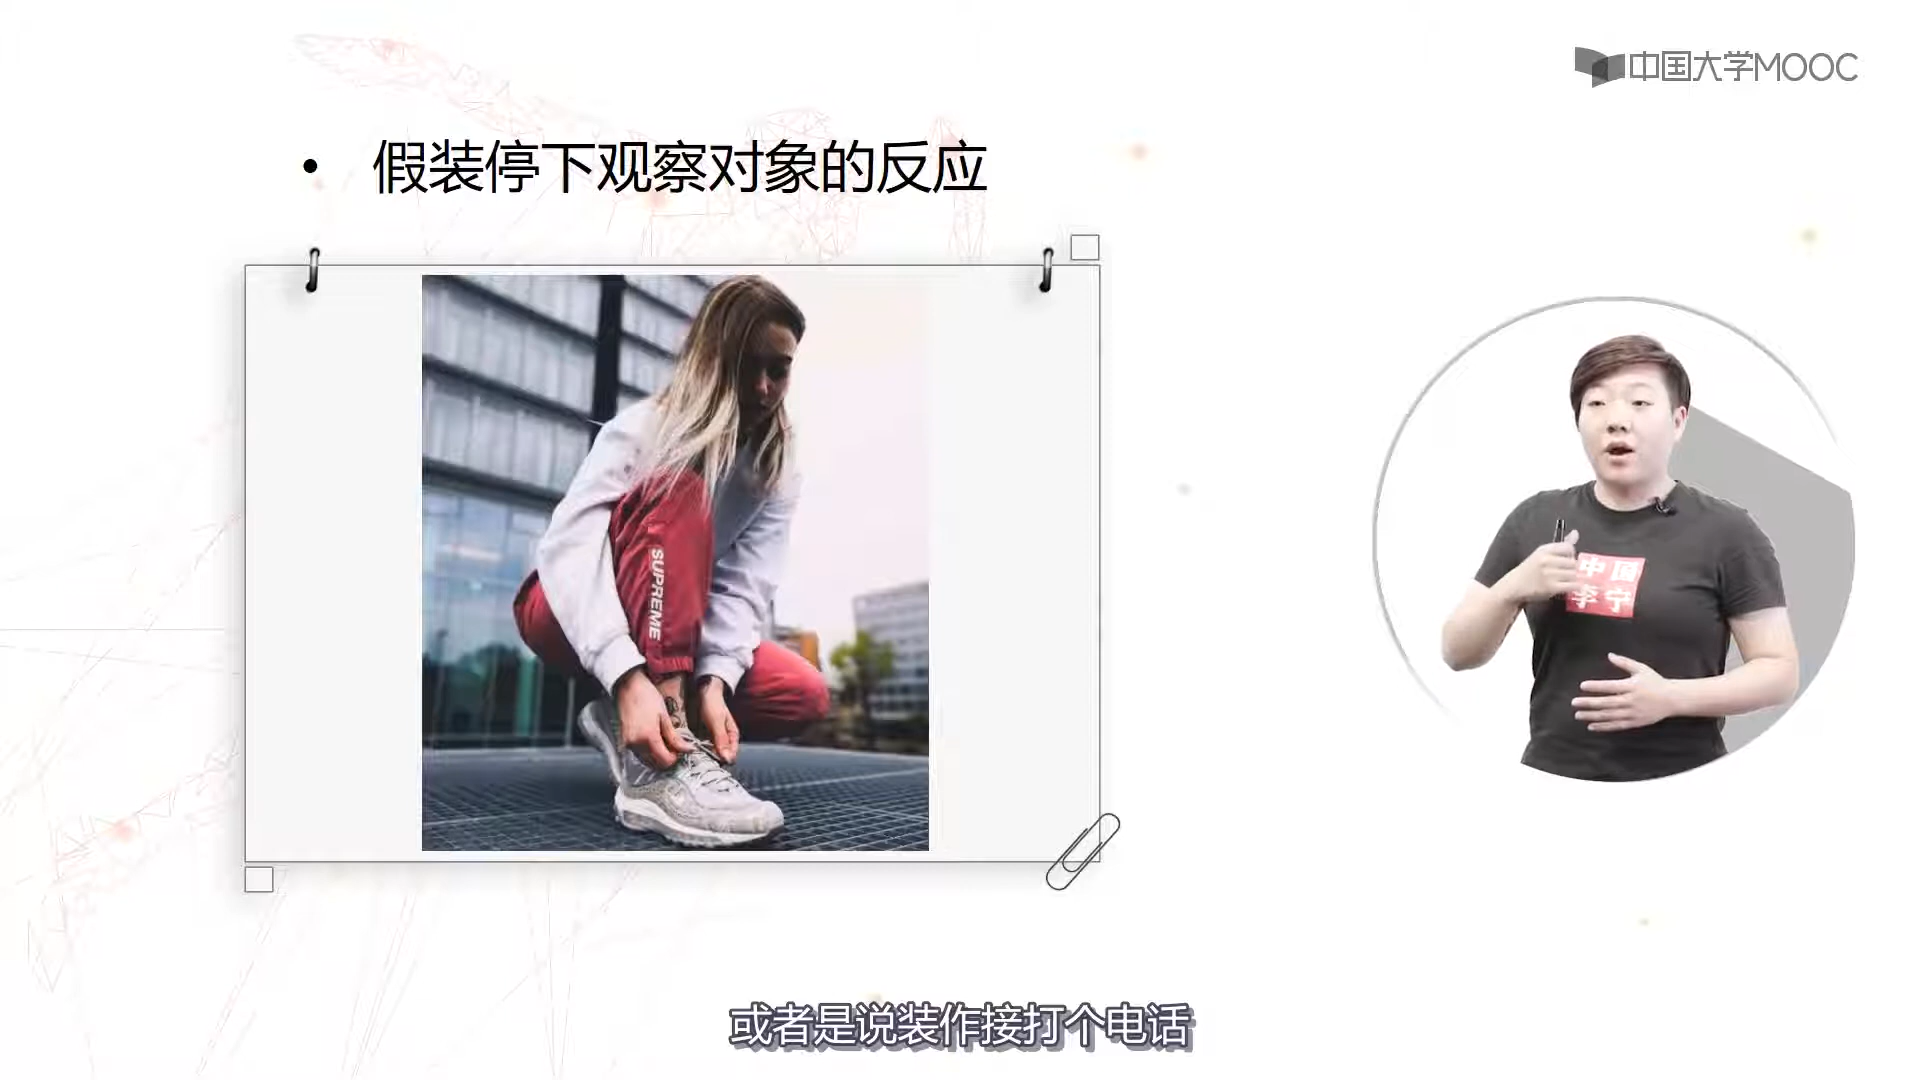 中国大学MOOC
• 假装停下观察对象的反应
SUPREME
中国
李宁
或者是说装作接打个电话